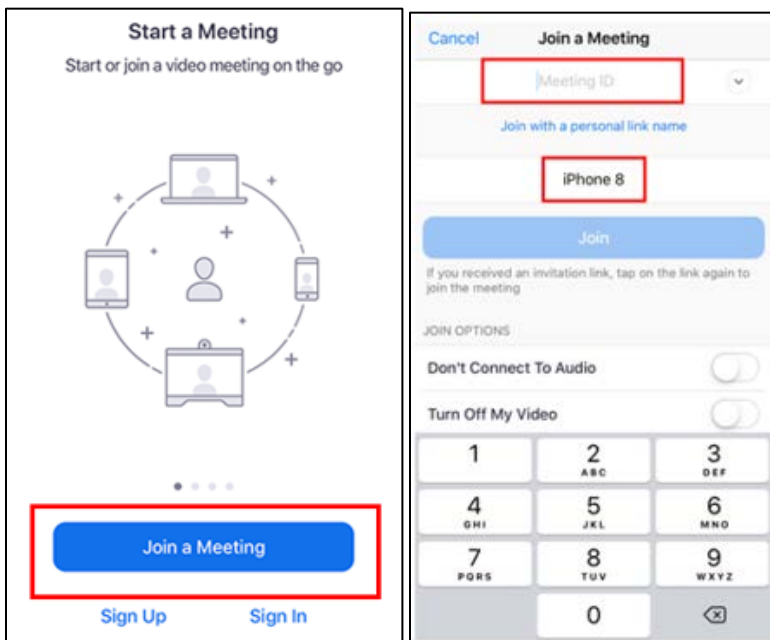 Start a Meeting
Start or join a video meeting on the go
Join a Meeting
Sign Up Sign In
Cancel Join a Meeting
Meeting ID
Join with a personal link name
iPhone 8
Join
If you received an invitation link, tap on the link again to
join the meeting
JOIN OPTIONS
Don't Connect To Audio
Turn Off My Video
1 2 3
ABC DEF
4 5 6
GHI JKL MNO
7 8 9
PQRS TUV WXYZ
0